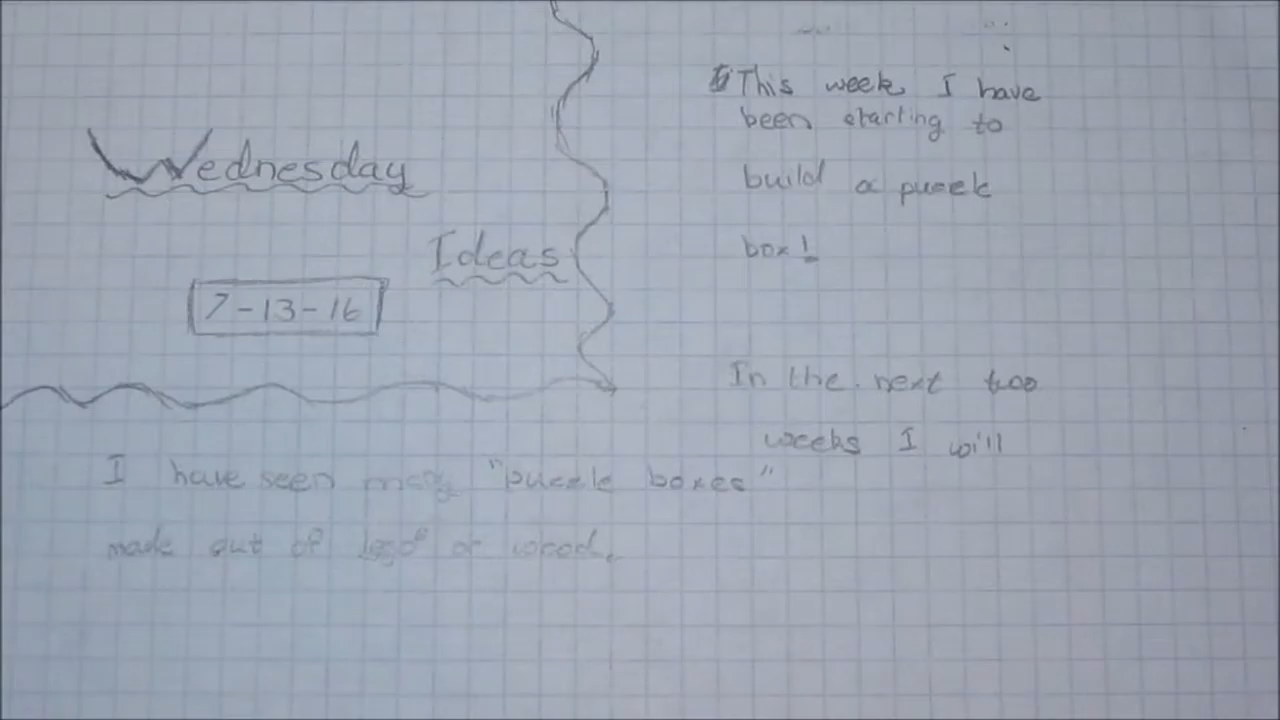 Wednesday
Ideas
7-13-16
This week I have
been starting to
build a puzzle
box!
In the next two
weeks I will
I have seen many "puzzle boxes"
made out of lego or wood.